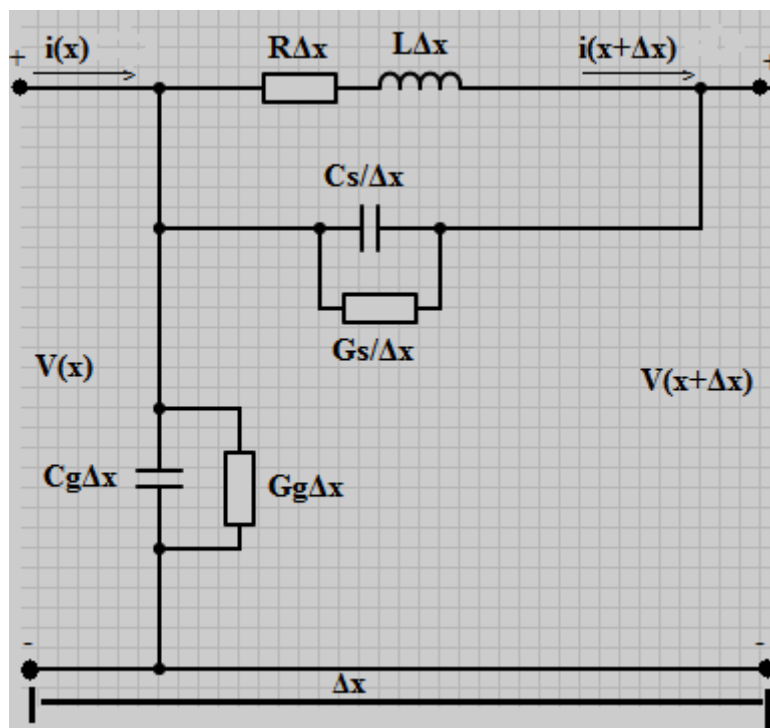 i(x)
RΔx
LΔx
i(x+Δx)
+
+
Cs/Δx
Gs/Δx
V(x)
V(x+Δx)
CgΔx
GgΔx
-
-
Δx